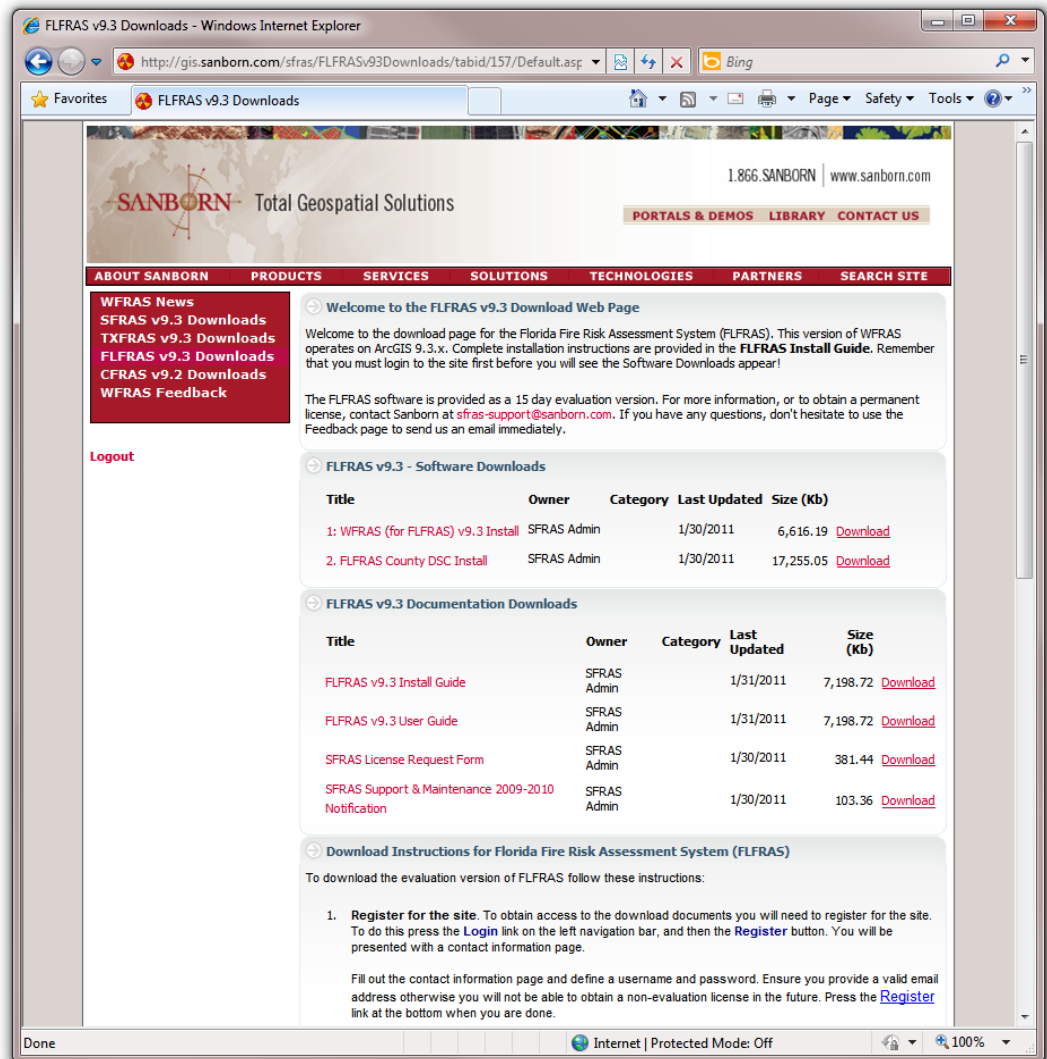 FLFRAS v9.3 Downloads - Windows Internet Explorer
http://gis.sanborn.com/sfras/FLFRASv93Downloads/tabid/157/Default.asp
Bing
Favorites
FLFRAS v9.3 Downloads
Page Safety Tools
SANBORN Total Geospatial Solutions
1.866.SANBORN | www.sanborn.com
PORTALS & DEMOS LIBRARY CONTACT US
ABOUT SANBORN PRODUCTS SERVICES SOLUTIONS TECHNOLOGIES PARTNERS SEARCH SITE
WFRAS News
SFRAS v9.3 Downloads
TXFRAS v9.3 Downloads
FLFRAS v9.3 Downloads
CFRAS v9.2 Downloads
WFRAS Feedback
Logout
Welcome to the FLFRAS v9.3 Download Web Page
Welcome to the download page for the Florida Fire Risk Assessment System (FLFRAS). This version of WFRAS
operates on ArcGIS 9.3.x. Complete installation instructions are provided in the FLFRAS Install Guide. Remember
that you must login to the site first before you will see the Software Downloads appear!
The FLFRAS software is provided as a 15 day evaluation version. For more information, or to obtain a permanent
license, contact Sanborn at sfras-support@sanborn.com. If you have any questions, don't hesitate to use the
Feedback page to send us an email immediately.
FLFRAS v9.3 - Software Downloads
Title Owner Category Last Updated Size (Kb)
1: WFRAS (for FLFRAS) v9.3 Install SFRAS Admin 1/30/2011 6,616.19 Download
2. FLFRAS County DSC Install SFRAS Admin 1/30/2011 17,255.05 Download
FLFRAS v9.3 Documentation Downloads
Title Owner Category Last Updated Size (Kb)
FLFRAS v9.3 Install Guide SFRAS Admin 1/31/2011 7,198.72 Download
FLFRAS v9.3 User Guide SFRAS Admin 1/31/2011 7,198.72 Download
SFRAS License Request Form SFRAS Admin 1/30/2011 381.44 Download
SFRAS Support & Maintenance 2009-2010
Notification SFRAS Admin 1/30/2011 103.36 Download
Download Instructions for Florida Fire Risk Assessment System (FLFRAS)
To download the evaluation version of FLFRAS follow these instructions:
1. Register for the site. To obtain access to the download documents you will need to register for the site.
To do this press the Login link on the left navigation bar, and then the Register button. You will be
presented with a contact information page.
Fill out the contact information page and define a username and password. Ensure you provide a valid email
address otherwise you will not be able to obtain a non-evaluation license in the future. Press the Register
link at the bottom when you are done.
Done
Internet | Protected Mode: Off
100%